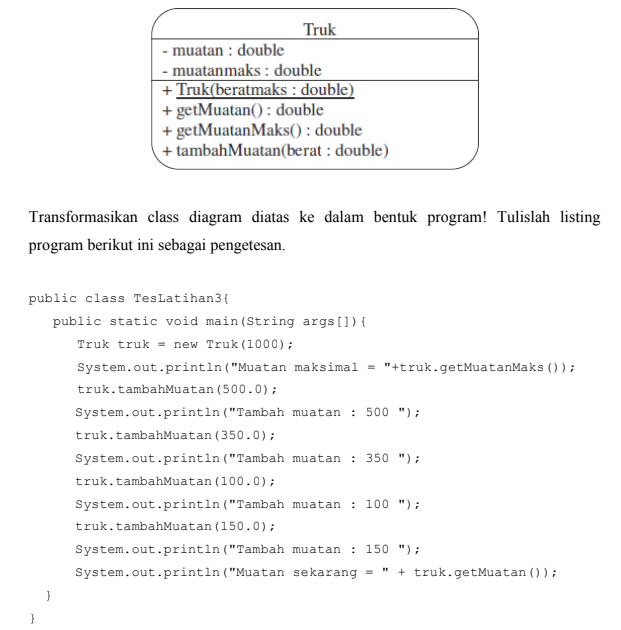 Truk
- muatan : double
- muatanmaks : double
+ Truk(beratmaks : double)
+ getMuatan() : double
+ getMuatanMaks() : double
+ tambahMuatan(berat : double)
Transformasikan class diagram diatas ke dalam bentuk program! Tulislah listing
program berikut ini sebagai pengetesan.
public class TesLatihan3{
public static void main(String args[]){
Truk truk = new Truk(1000);
System.out.println("Muatan maksimal = "+truk.getMuatanMaks());
truk.tambahMuatan(500.0);
System.out.println("Tambah muatan : 500 ");
truk.tambahMuatan(350.0);
System.out.println("Tambah muatan : 350 ");
truk.tambahMuatan(100.0);
System.out.println("Tambah muatan : 100 ");
truk.tambahMuatan(150.0);
System.out.println("Tambah muatan : 150 ");
System.out.println("Muatan sekarang = " + truk.getMuatan());
}
}